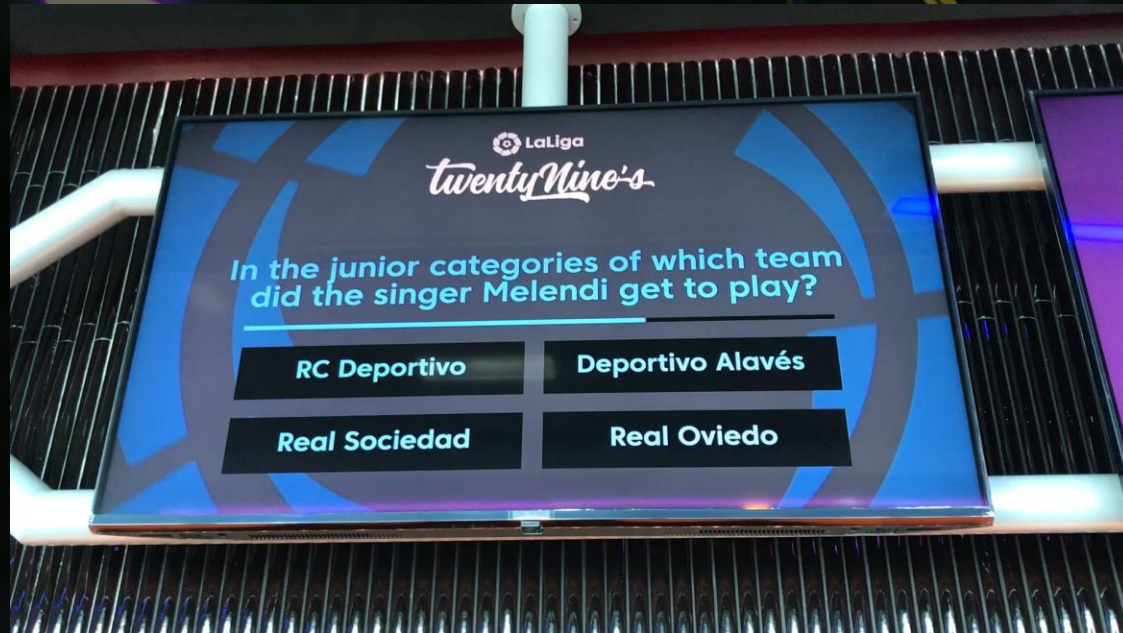 LaLiga
twentyNine's
In the junior categories of which team
did the singer Melendi get to play?
RC Deportivo
Deportivo Alavés
Real Sociedad
Real Oviedo